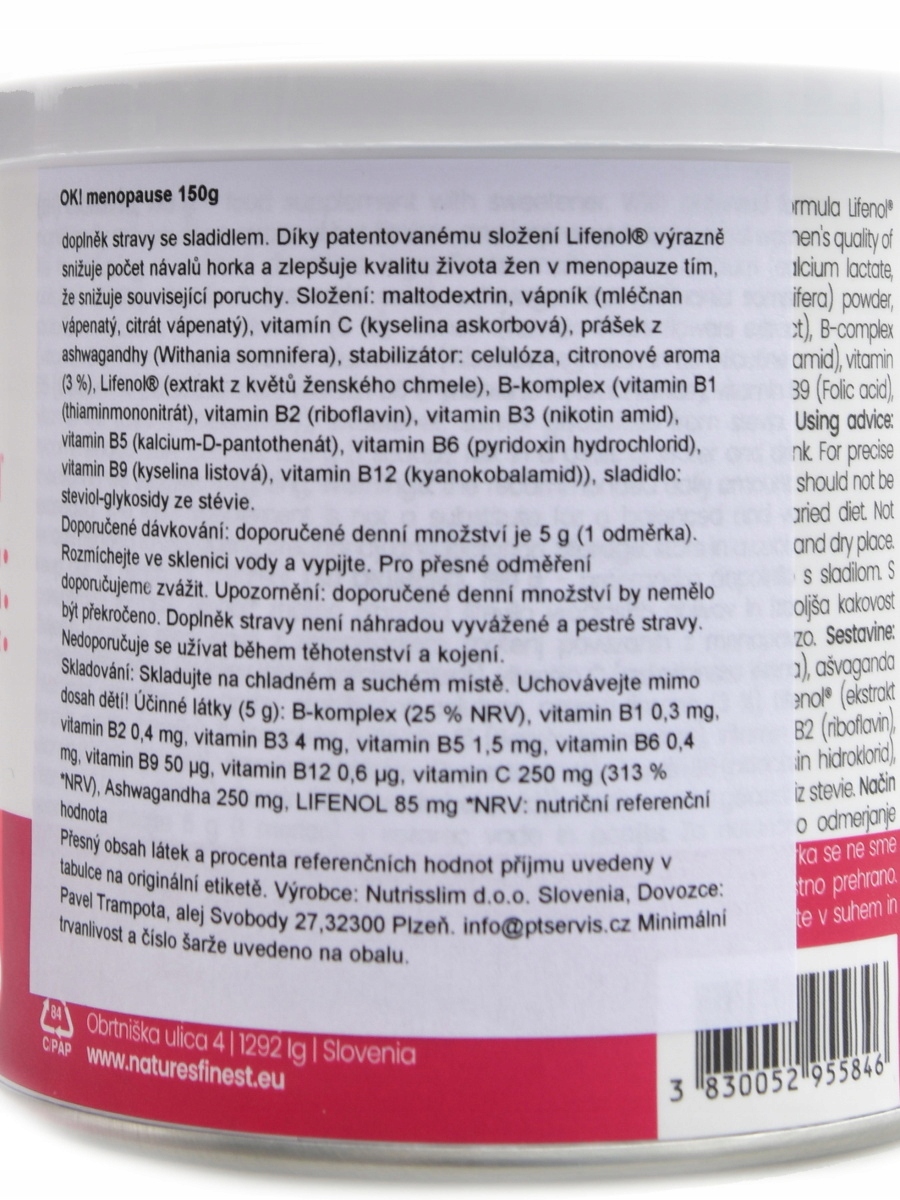 OK! menopause 150g
doplněk stravy se sladidlem. Díky patentovanému složení Lifenol® výrazně
snižuje počet návalů horka a zlepšuje kvalitu života žen v menopauze tím,
že snižuje související poruchy. Složení: maltodextrin, vápník (mléčnan
vápenatý, citrát vápenatý), vitamín C (kyselina askorbová), prášek z
ashwagandhy (Withania somnifera), stabilizátor: celulóza, citronové aroma
(3 %), Lifenol® (extrakt z květů ženského chmele), B-komplex (vitamin B1
(thiaminmononitrát), vitamin B2 (riboflavin), vitamin B3 (nikotin amid),
vitamin B5 (kalcium-D-pantothenát), vitamin B6 (pyridoxin hydrochlorid),
vitamin B9 (kyselina listová), vitamin B12 (kyanokobalamid)), sladidlo:
steviol-glykosidy ze stévie.
Doporučené dávkování: doporučené denní množství je 5 g (1 odměrka).
Rozmíchejte ve sklenici vody a vypijte. Pro přesné odměření
doporučujeme zvážit. Upozornění: doporučené denní množství by nemělo
být překročeno. Doplněk stravy není náhradou vyvážené a pestré stravy.
Nedoporučuje se užívat během těhotenství a kojení.
Skladování: Skladujte na chladném a suchém místě. Uchovávejte mimo
dosah dětí! Účinné látky (5 g): B-komplex (25 % NRV), vitamin B1 0,3 mg,
vitamin B2 0,4 mg, vitamin B3 4 mg, vitamin B5 1,5 mg, vitamin B6 0,4
mg, vitamin B9 50 µg, vitamin B12 0,6 µg, vitamin C 250 mg (313 %
*NRV), Ashwagandha 250 mg, LIFENOL 85 mg *NRV: nutriční referenční
hodnota
Přesný obsah látek a procenta referenčních hodnot příjmu uvedeny v
tabulce na originální etiketě. Výrobce: Nutrisslim d.o.o. Slovenia, Dovozce:
Pavel Trampota, alej Svobody 27,32300 Plzeň. info@ptservis.cz Minimální
trvanlivost a číslo šarže uvedeno na obalu.
Lifenol®
quality of
lactate,
powder,
B-complex
vitamin
(Folic acid),
Using advice:
For precise
should not be
diet. Not
and dry place.
s sladilom. S
kakovost
Sestavine:
ašvaganda
(ekstrakt
B2 (riboflavin),
hidroklorid),
iz stevie. Način
odmerjanje
se ne sme
prehrano.
v suhem in
84
C/PAP
Obrtniška ulica 4 | 1292 Ig | Slovenia
www.naturesfinest.eu
3 830052 955846